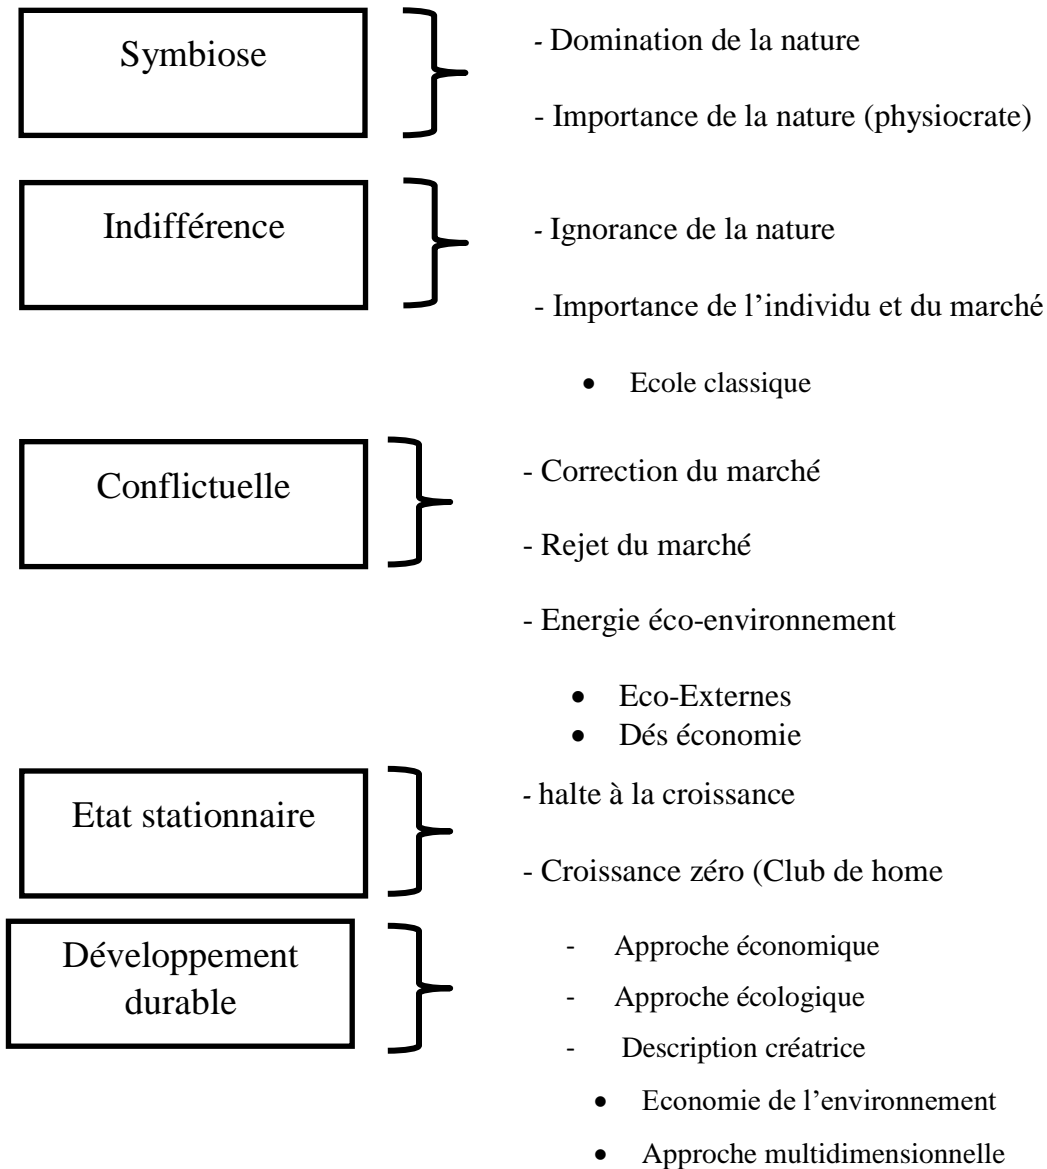 Symbiose
- Domination de la nature
- Importance de la nature (physiocrate)
Indifférence
- Ignorance de la nature
- Importance de l’individu et du marché
• Ecole classique
Conflictuelle
- Correction du marché
- Rejet du marché
- Energie éco-environnement
• Eco-Externes
• Dés économie
Etat stationnaire
- halte à la croissance
- Croissance zéro (Club de home
Développement
durable
- Approche économique
- Approche écologique
- Description créatrice
• Economie de l’environnement
• Approche multidimensionnelle